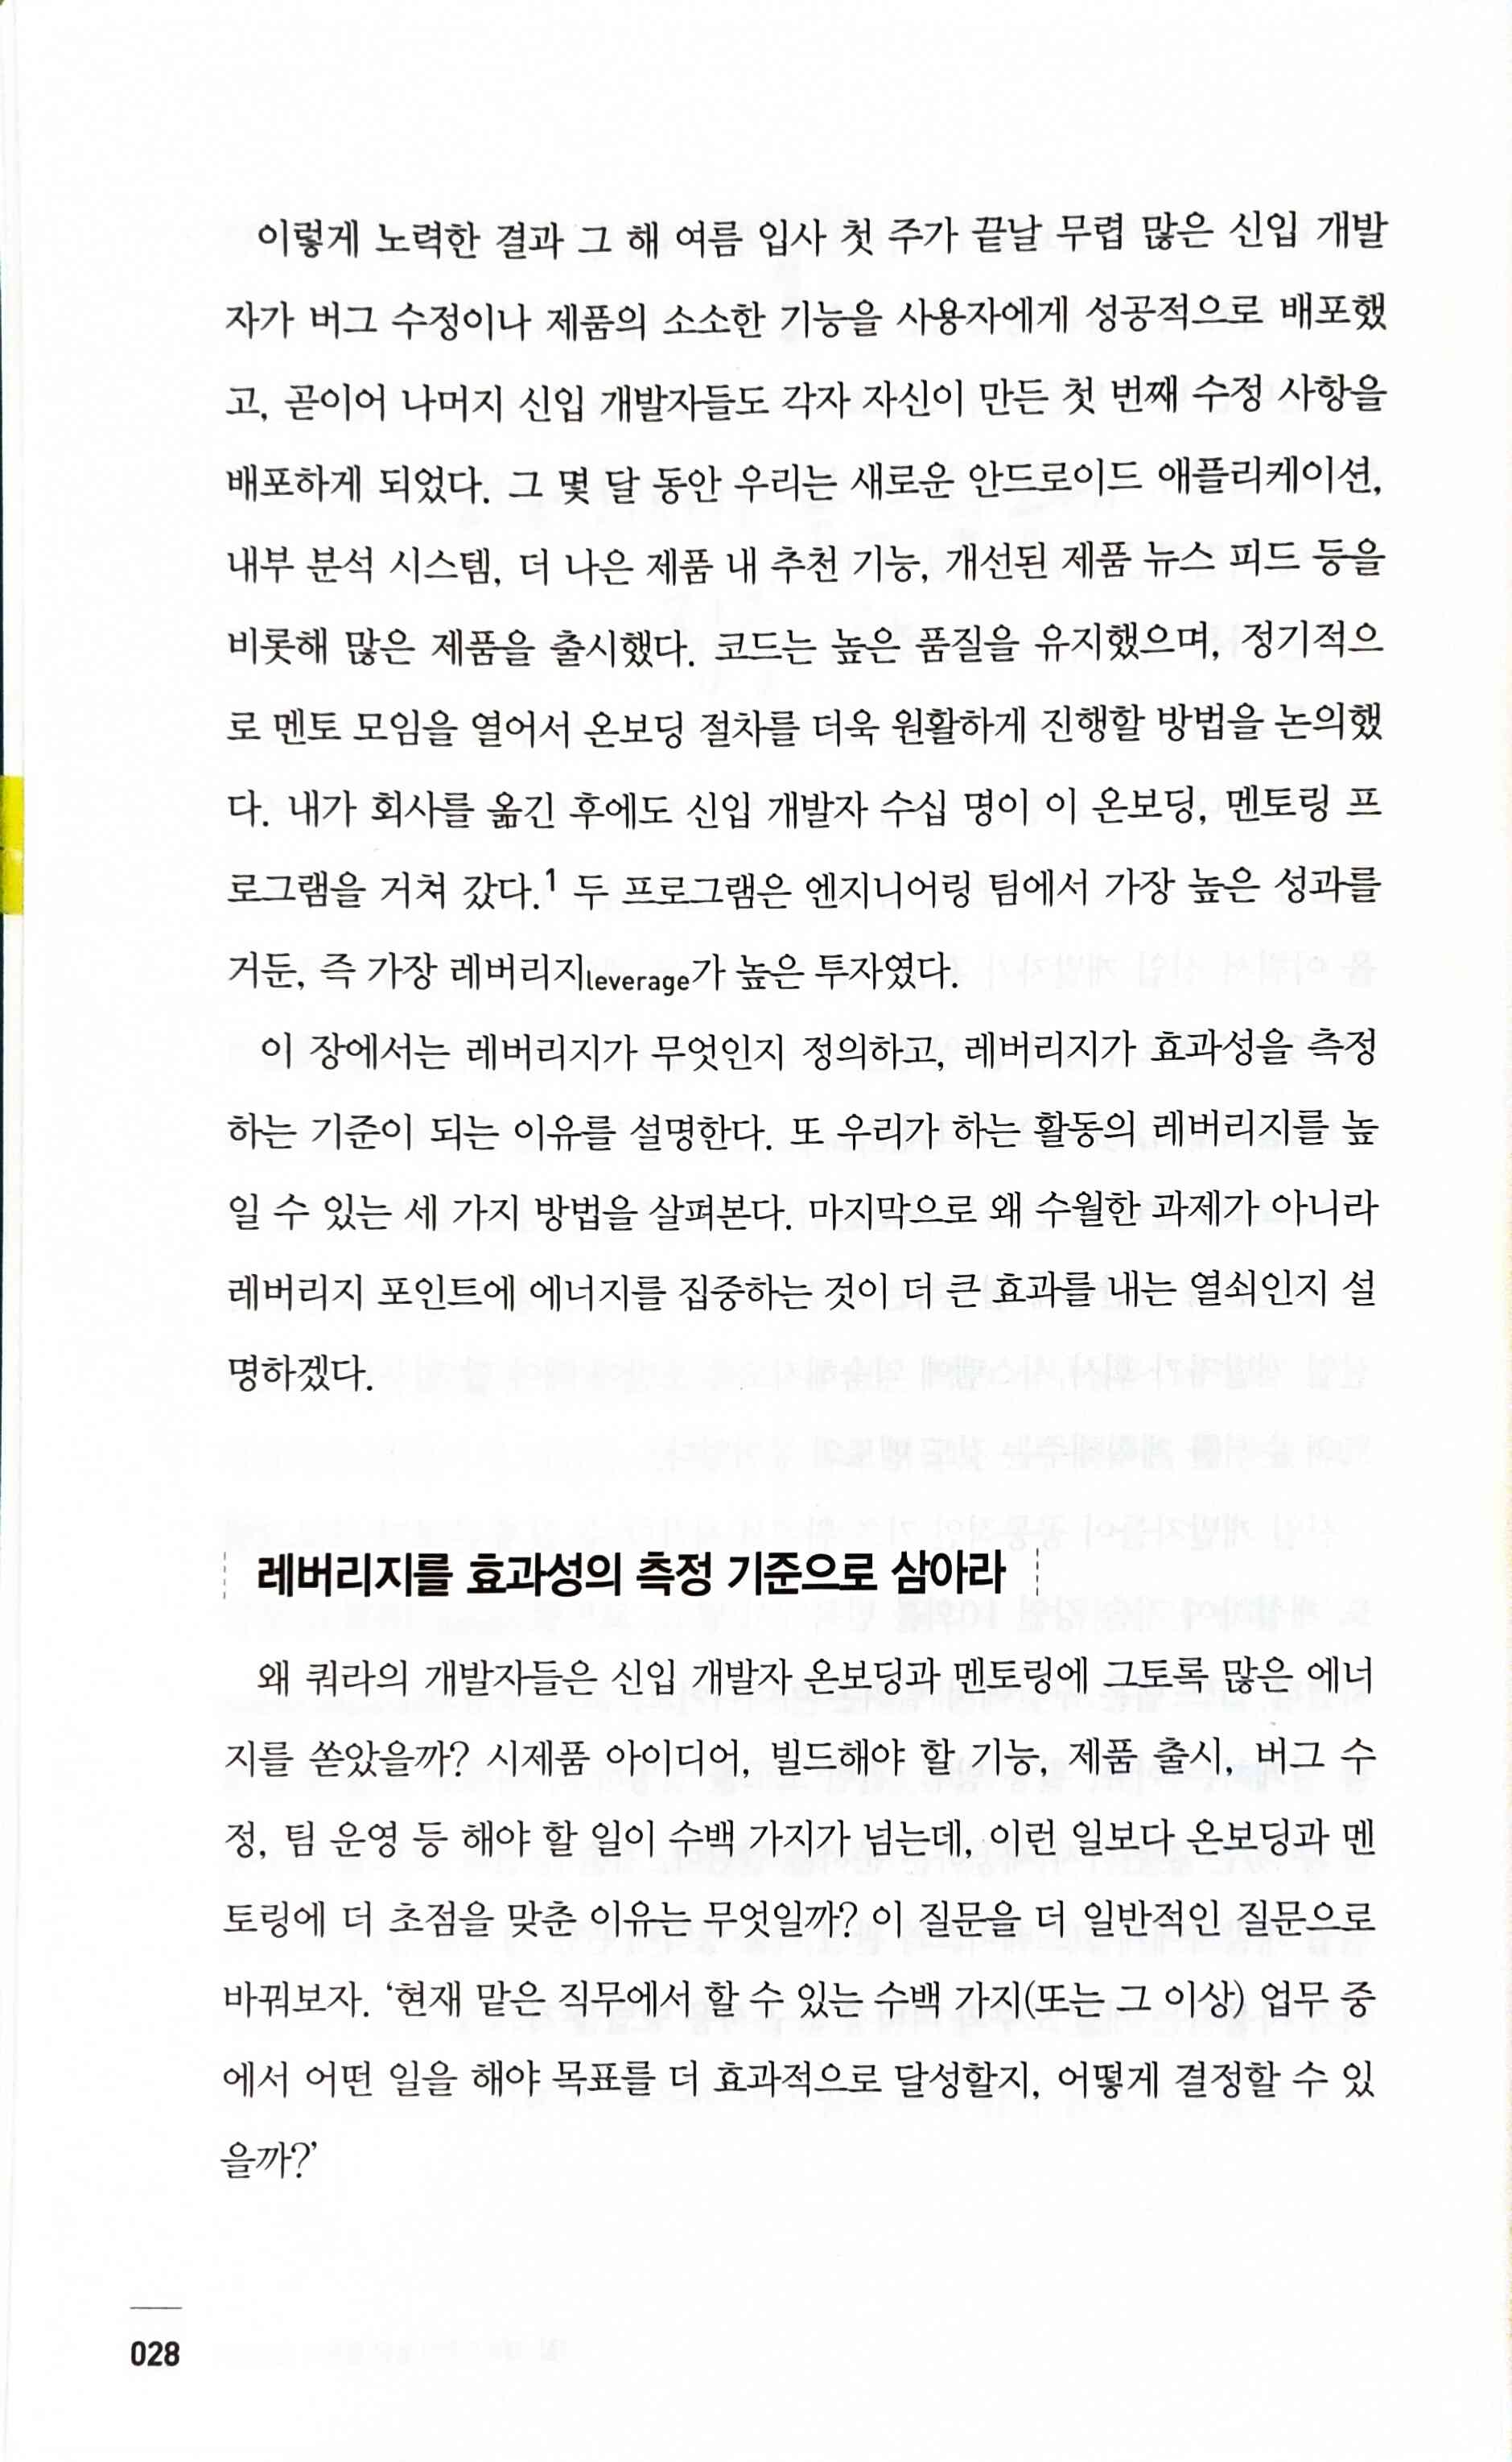 이렇게 노력한 결과 그 해 여름 입사 첫 주가 끝날 무렵 많은 신입 개발
자가 버그 수정이나 제품의 소소한 기능을 사용자에게 성공적으로 배포했
고, 곧이어 나머지 신입 개발자들도 각자 자신이 만든 첫 번째 수정 사항을
배포하게 되었다. 그 몇 달 동안 우리는 새로운 안드로이드 애플리케이션,
내부 분석 시스템, 더 나은 제품 내 추천 기능, 개선된 제품 뉴스 피드 등을
비롯해 많은 제품을 출시했다. 코드는 높은 품질을 유지했으며, 정기적으
로 멘토 모임을 열어서 온보딩 절차를 더욱 원활하게 진행할 방법을 논의했
다. 내가 회사를 옮긴 후에도 신입 개발자 수십 명이 이 온보딩, 멘토링 프
로그램을 거쳐 갔다.1 두 프로그램은 엔지니어링 팀에서 가장 높은 성과를
거둔, 즉 가장 레버리지leverage가 높은 투자였다.
이 장에서는 레버리지가 무엇인지 정의하고, 레버리지가 효과성을 측정
하는 기준이 되는 이유를 설명한다. 또 우리가 하는 활동의 레버리지를 높
일 수 있는 세 가지 방법을 살펴본다. 마지막으로 왜 수월한 과제가 아니라
레버리지 포인트에 에너지를 집중하는 것이 더 큰 효과를 내는 열쇠인지 설
명하겠다.
레버리지를 효과성의 측정 기준으로 삼아라
왜 쿼라의 개발자들은 신입 개발자 온보딩과 멘토링에 그토록 많은 에너
지를 쏟았을까? 시제품 아이디어, 빌드해야 할 기능, 제품 출시, 버그 수
정, 팀 운영 등 해야 할 일이 수백 가지가 넘는데, 이런 일보다 온보딩과 멘
토링에 더 초점을 맞춘 이유는 무엇일까? 이 질문을 더 일반적인 질문으로
바꿔보자. ‘현재 맡은 직무에서 할 수 있는 수백 가지(또는 그 이상) 업무 중
에서 어떤 일을 해야 목표를 더 효과적으로 달성할지, 어떻게 결정할 수 있
을까?’
028